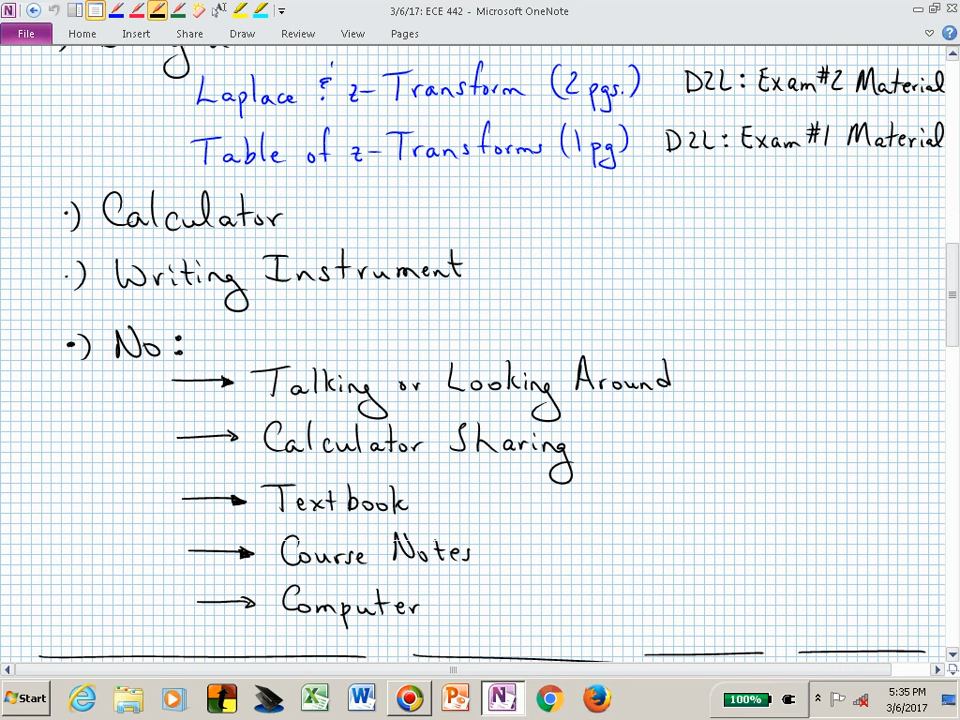 3/6/17: ECE 442 - Microsoft OneNote
File Home Insert Share Draw Review View Pages
Laplace & z-Transform (2 pgs.) D2L: Exam#2 Material
Table of z-Transforms (1 pg) D2L: Exam #1 Material
·) Calculator
·) Writing Instrument
·) No:
→ Talking or Looking Around
→ Calculator Sharing
→ Textbook
→ Course Notes
→ Computer
Start
100%
5:35 PM
3/6/2017